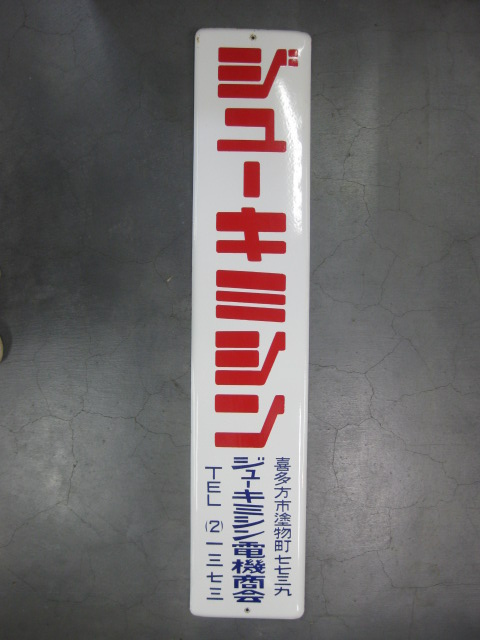 ジューキミシン
喜多方市塗物町七七三九
ジューキミシン電機商会
TEL (2) 一三七三